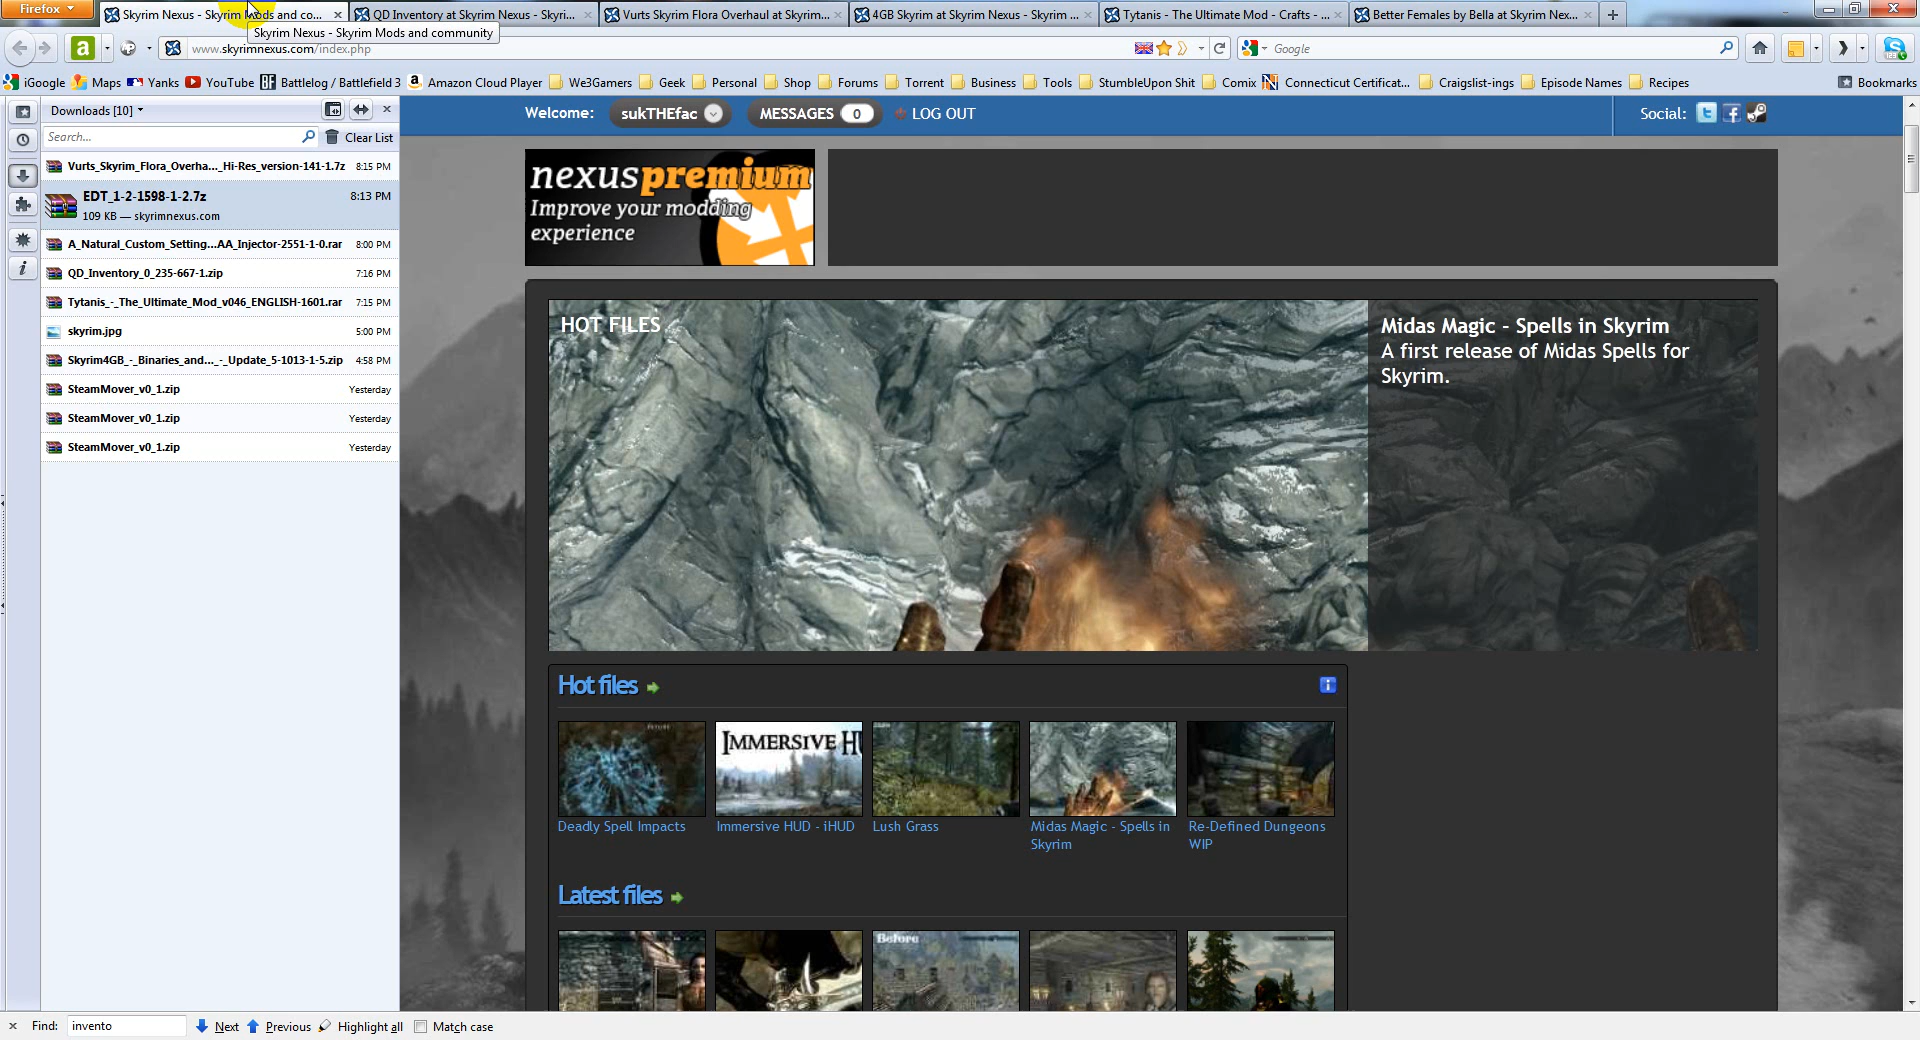 Firefox
Skyrim Nexus - Skyrim Mods and co...
QD Inventory at Skyrim Nexus - Skyri...
Vurts Skyrim Flora Overhaul at Skyrim...
4GB Skyrim at Skyrim Nexus - Skyrim ...
Tytanis - The Ultimate Mod - Crafts - ...
Better Females by Bella at Skyrim Nex...
Skyrim Nexus - Skyrim Mods and community
www.skyrimnexus.com/index.php
Google
iGoogle
Maps
Yanks
YouTube
Battlelog / Battlefield 3
Amazon Cloud Player
We3Gamers
Geek
Personal
Shop
Forums
Torrent
Business
Tools
StumbleUpon Shit
Comix
Connecticut Certificat...
Craigslist-ings
Episode Names
Recipes
Bookmarks
Downloads [10]
Search...
Clear List
Vurts_Skyrim_Flora_Overha..._Hi-Res_version-141-1.7z 8:15 PM
EDT_1-2-1598-1-2.7z 8:13 PM
109 KB — skyrimnexus.com
A_Natural_Custom_Setting...AA_Injector-2551-1-0.rar 8:00 PM
QD_Inventory_0_235-667-1.zip 7:16 PM
Tytanis_-_The_Ultimate_Mod_v046_ENGLISH-1601.rar 7:15 PM
skyrim.jpg 5:00 PM
Skyrim4GB_-_Binaries_and..._-_Update_5-1013-1-5.zip 4:58 PM
SteamMover_v0_1.zip Yesterday
SteamMover_v0_1.zip Yesterday
SteamMover_v0_1.zip Yesterday
Welcome: sukTHEfac MESSAGES 0 LOG OUT
Social:
nexuspremium
Improve your modding
experience
HOT FILES
Midas Magic - Spells in Skyrim
A first release of Midas Spells for
Skyrim.
Hot files
IMMERSIVE HU
Deadly Spell Impacts
Immersive HUD - iHUD
Lush Grass
Midas Magic - Spells in
Skyrim
Re-Defined Dungeons
WIP
Latest files
Before
Find: invento Next Previous Highlight all Match case